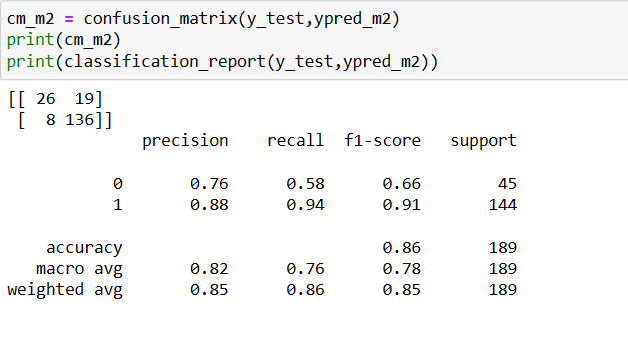 cm_m2 = confusion_matrix(y_test,ypred_m2)
print(cm_m2)
print(classification_report(y_test,ypred_m2))
[[ 26  19]
 [  8 136]]
              precision    recall  f1-score   support

           0       0.76      0.58      0.66        45
           1       0.88      0.94      0.91       144

    accuracy                           0.86       189
   macro avg       0.82      0.76      0.78       189
weighted avg       0.85      0.86      0.85       189